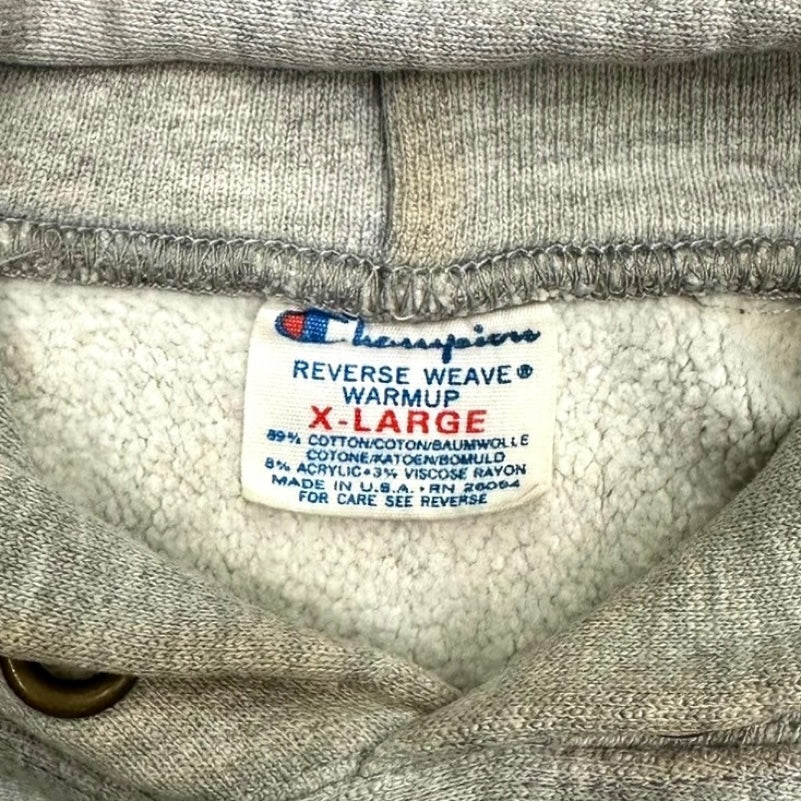 Champion
REVERSE WEAVE®
WARMUP
X-LARGE
89% COTTON/COTON/BAUMWOLLE
COTONE/KATOEN/BOMULD
8% ACRYLIC•3% VISCOSE RAYON
MADE IN U.S.A. • RN 26094
FOR CARE SEE REVERSE